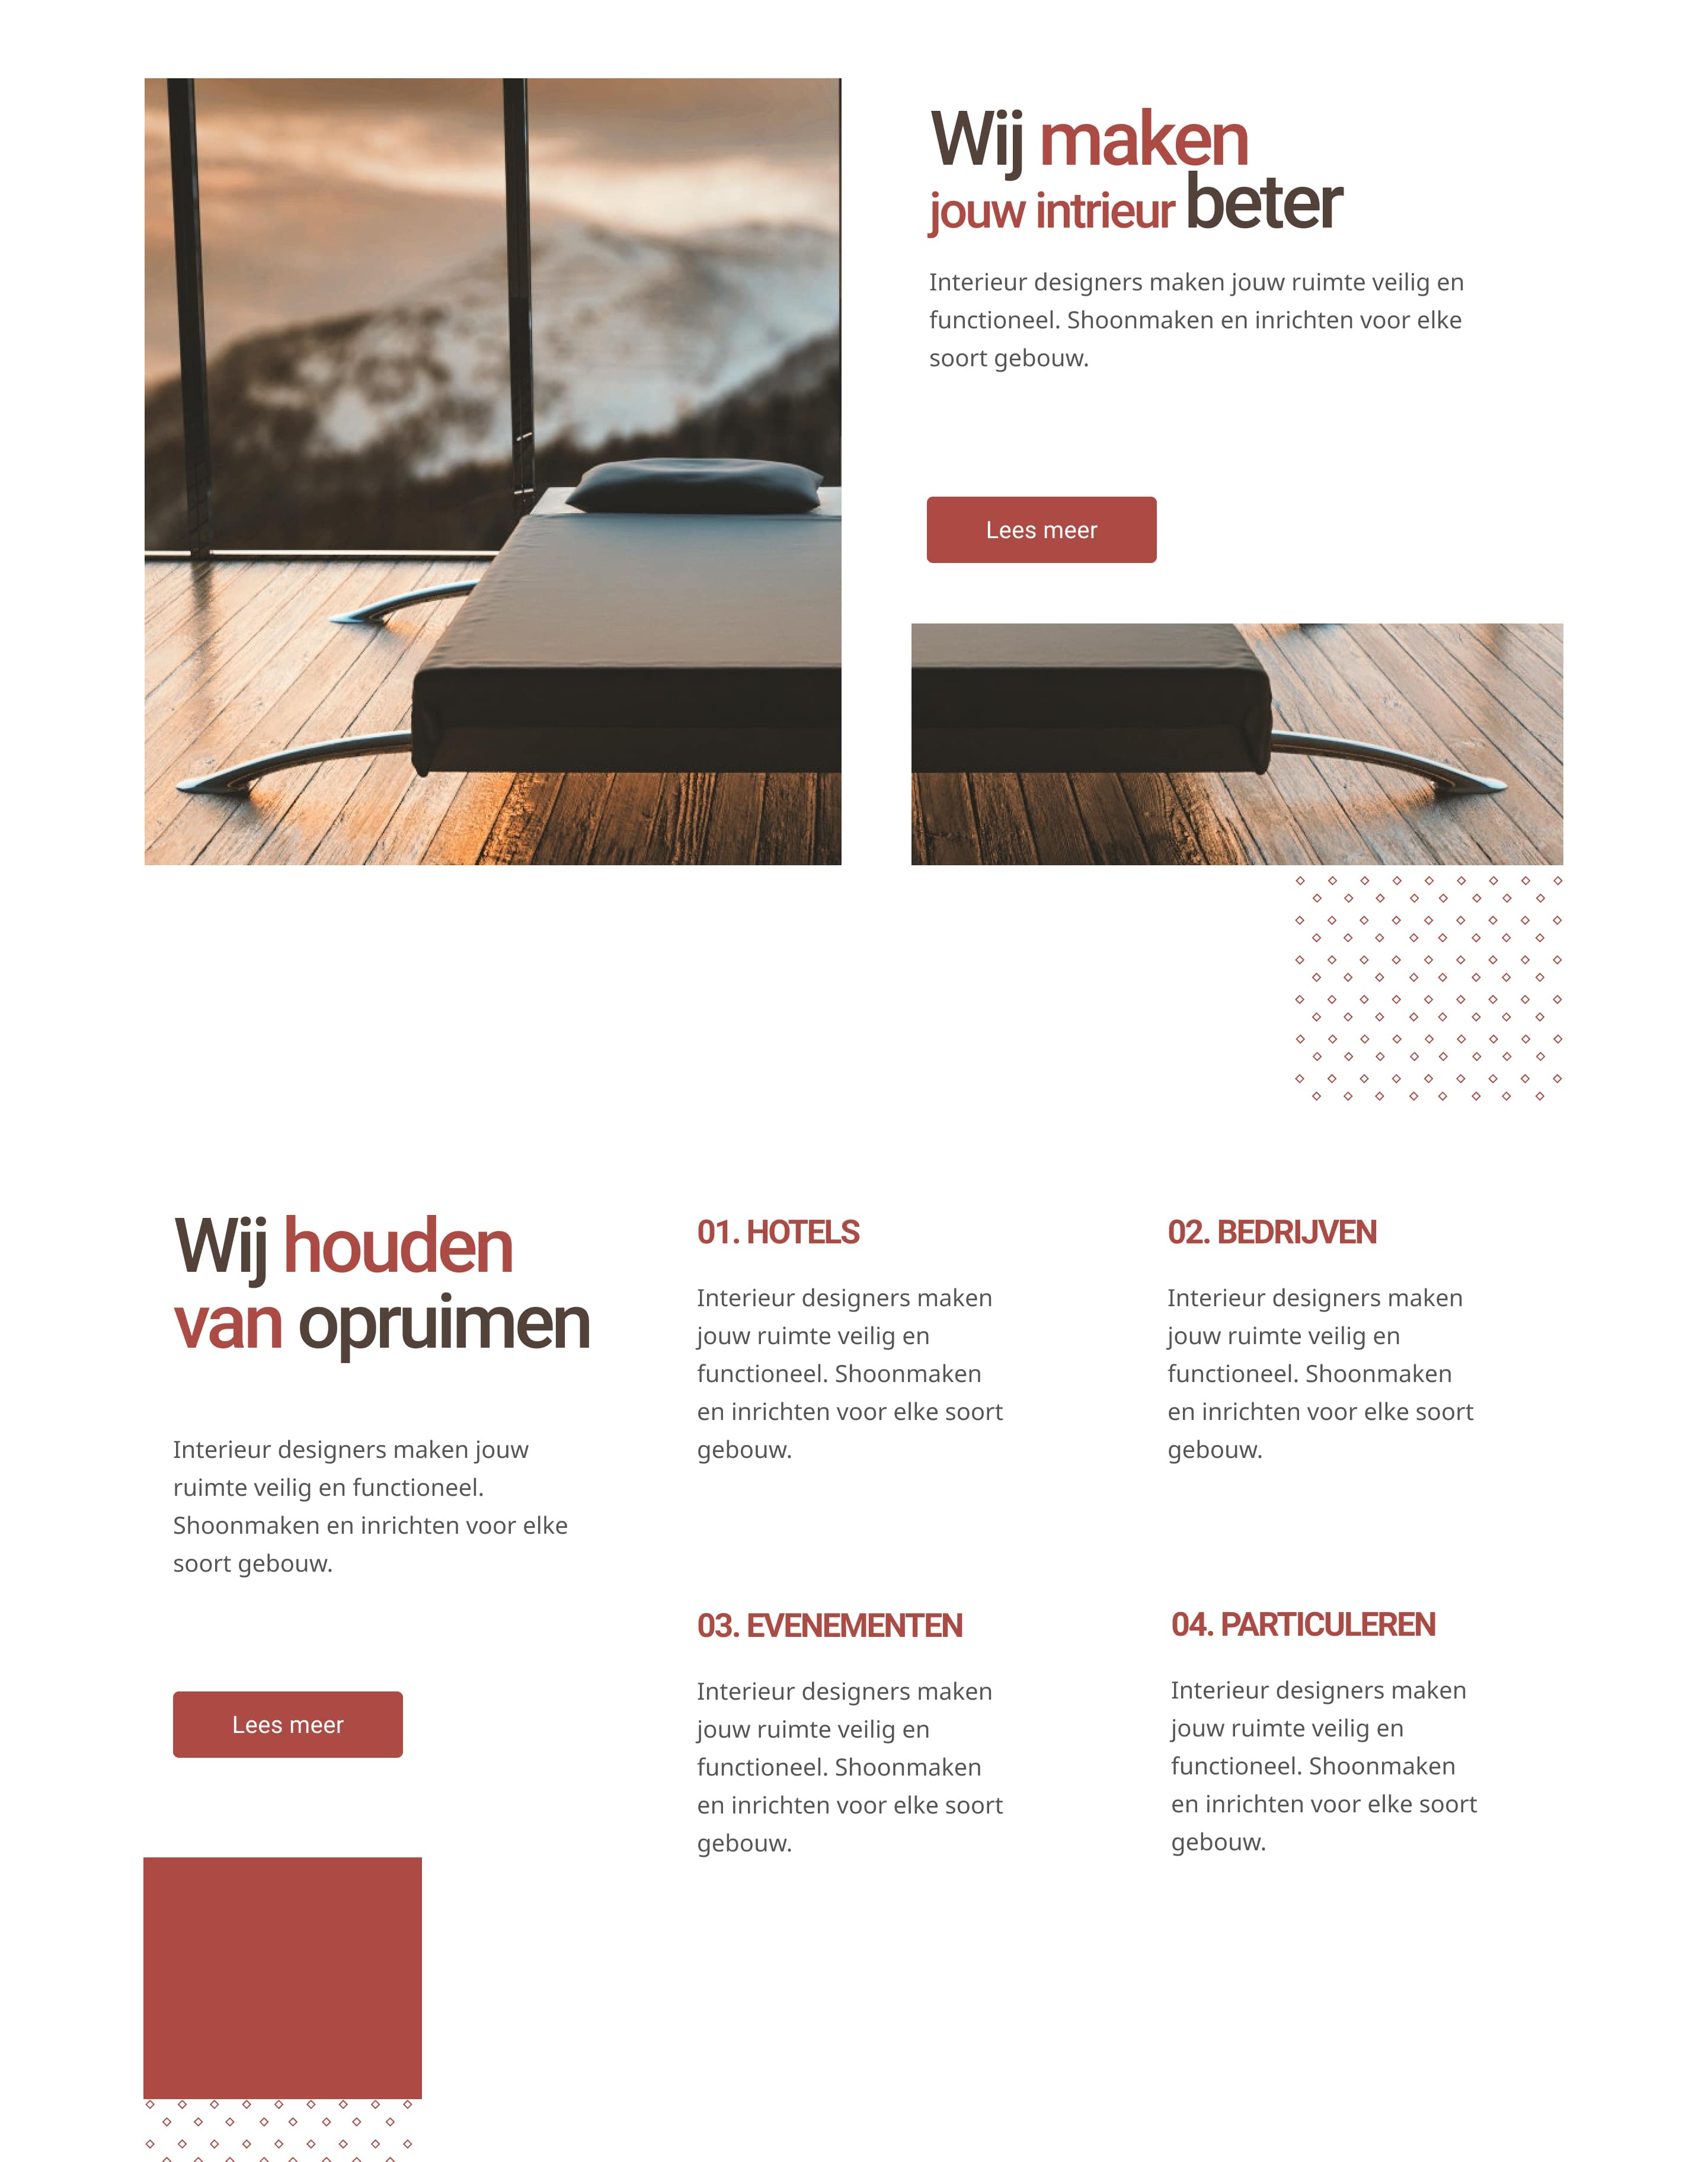 Wij maken
jouw intrieur beter
Interieur designers maken jouw ruimte veilig en
functioneel. Shoonmaken en inrichten voor elke
soort gebouw.
Lees meer
Wij houden
van opruimen
Interieur designers maken jouw
ruimte veilig en functioneel.
Shoonmaken en inrichten voor elke
soort gebouw.
Lees meer
01. HOTELS
Interieur designers maken
jouw ruimte veilig en
functioneel. Shoonmaken
en inrichten voor elke soort
gebouw.
02. BEDRIJVEN
Interieur designers maken
jouw ruimte veilig en
functioneel. Shoonmaken
en inrichten voor elke soort
gebouw.
03. EVENEMENTEN
Interieur designers maken
jouw ruimte veilig en
functioneel. Shoonmaken
en inrichten voor elke soort
gebouw.
04. PARTICULEREN
Interieur designers maken
jouw ruimte veilig en
functioneel. Shoonmaken
en inrichten voor elke soort
gebouw.